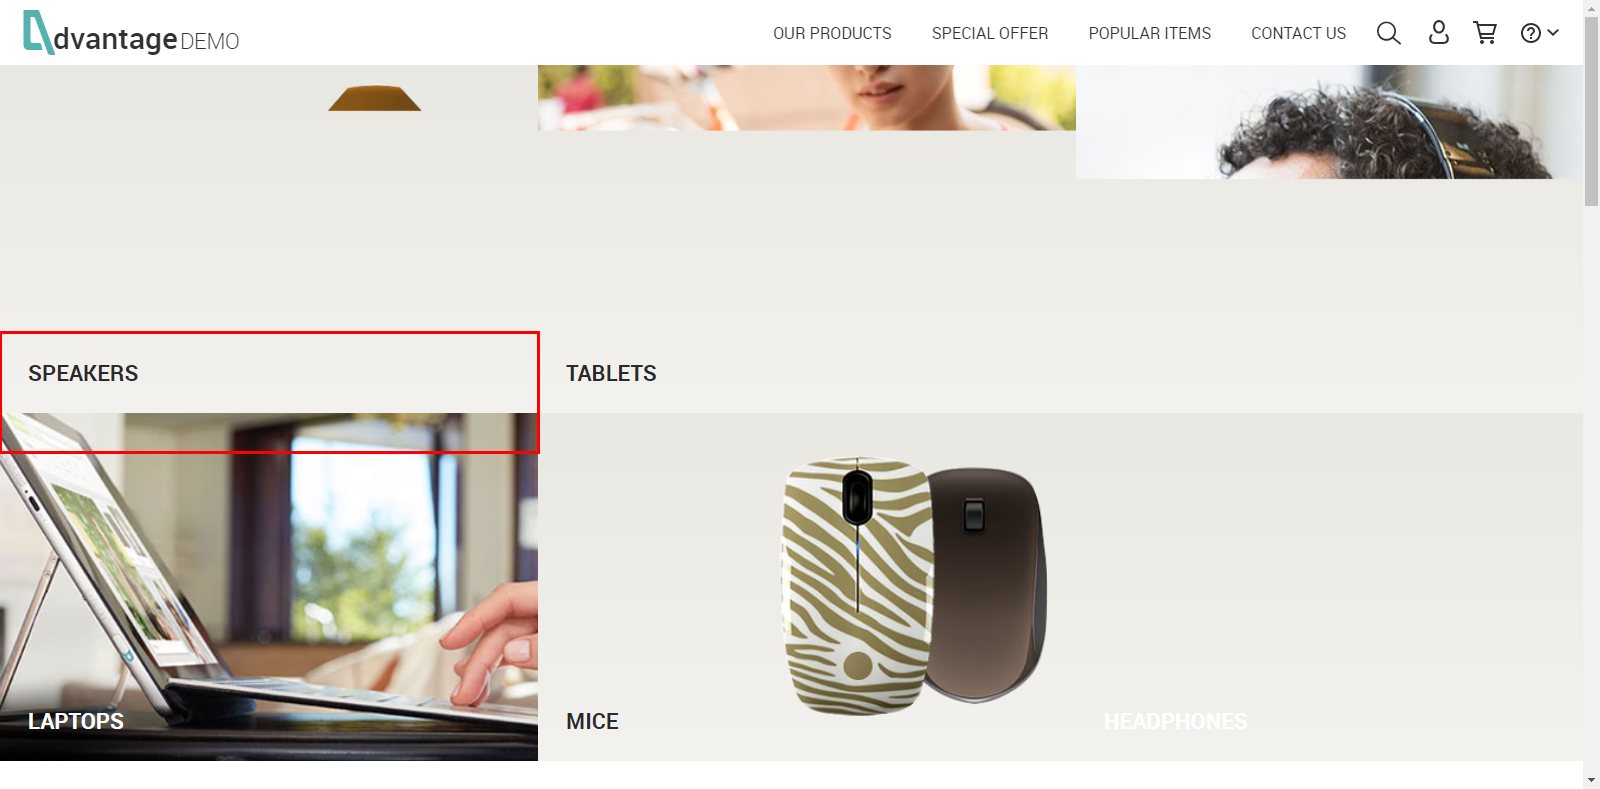 dvantage DEMO
OUR PRODUCTS
SPECIAL OFFER
POPULAR ITEMS
CONTACT US
SPEAKERS
TABLETS
LAPTOPS
MICE
HEADPHONES